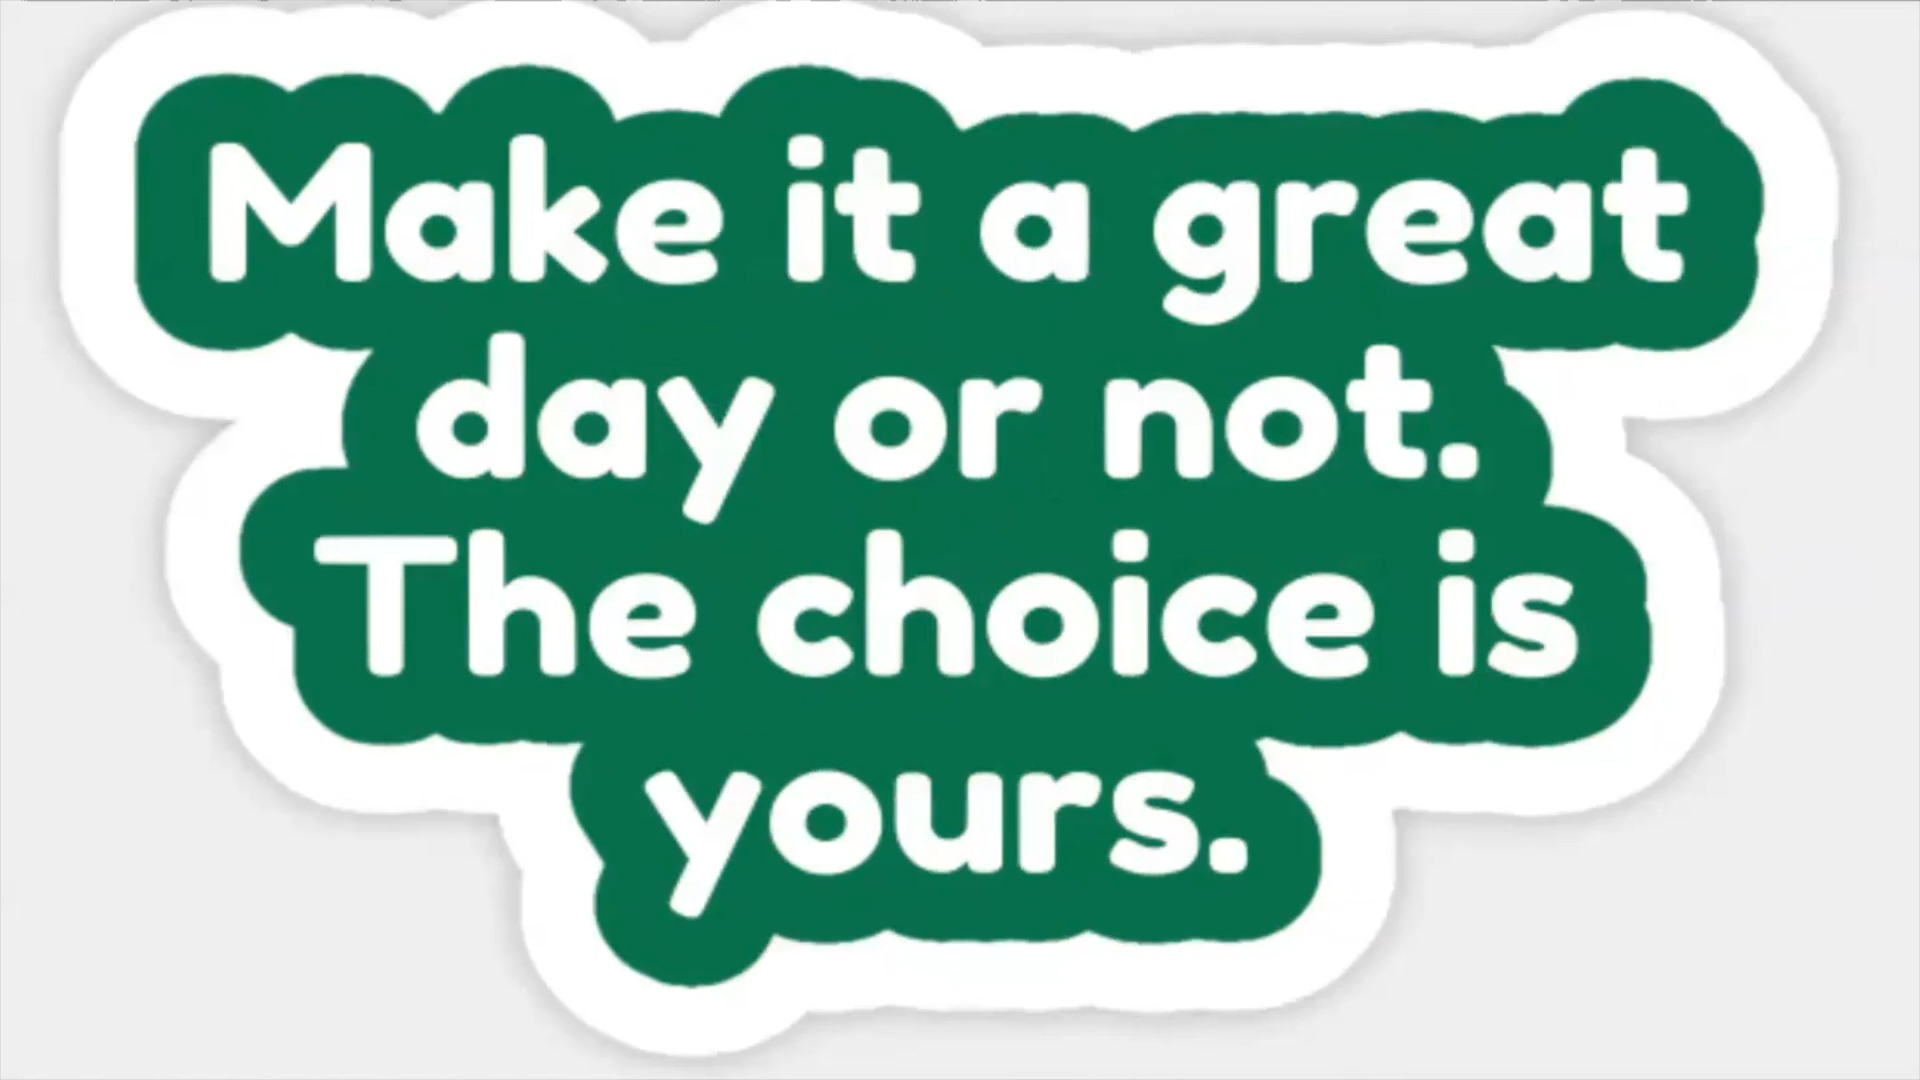 Make it a great
day or not.
The choice is
yours.